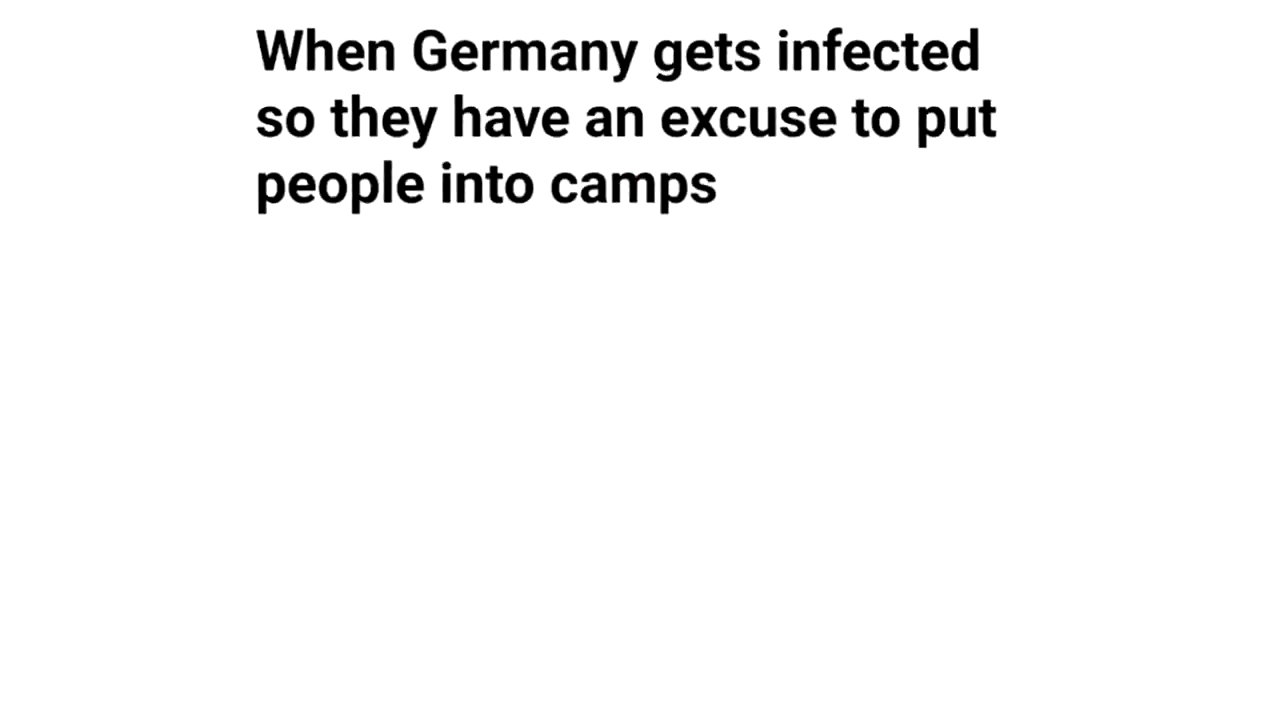 When Germany gets infected
so they have an excuse to put
people into camps